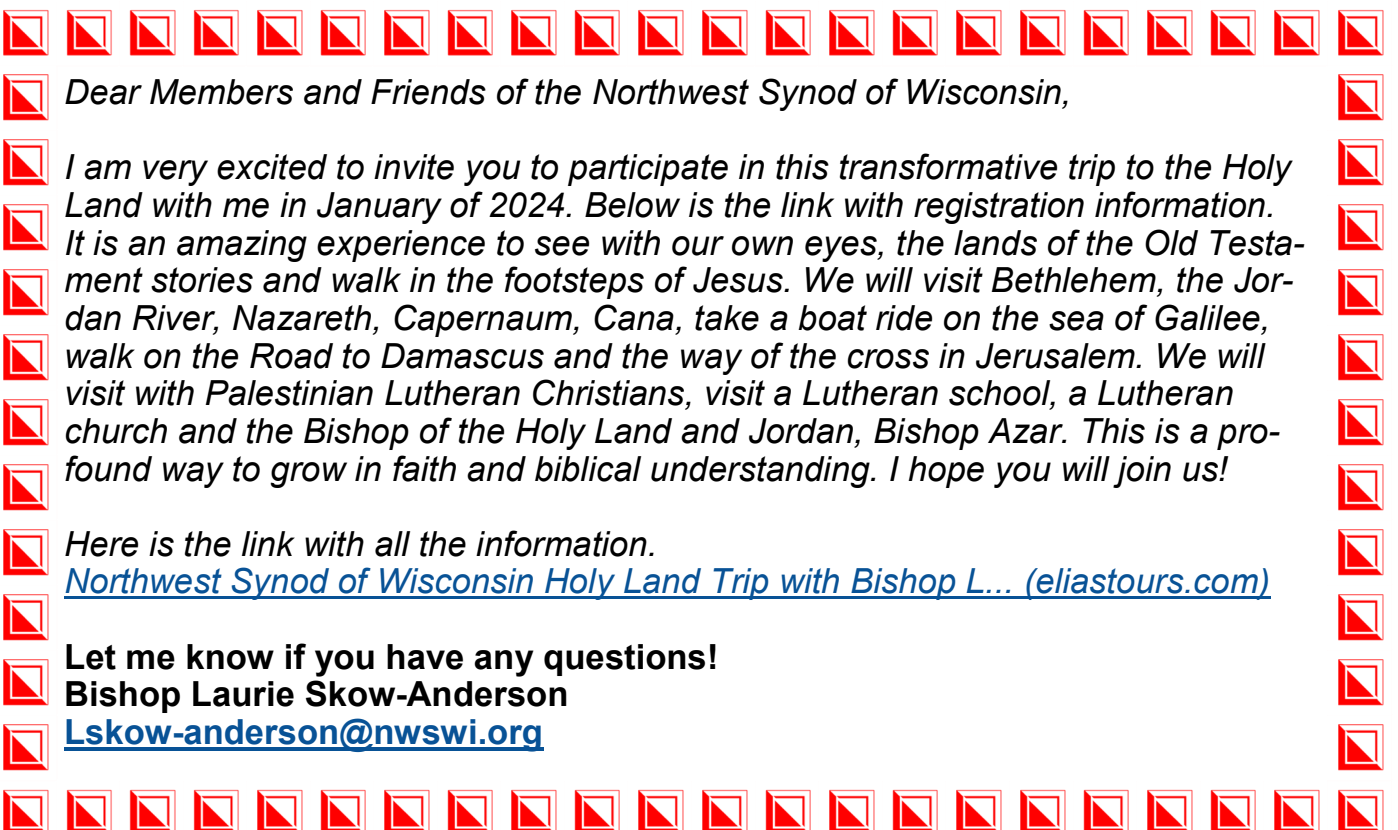 Dear Members and Friends of the Northwest Synod of Wisconsin,
I am very excited to invite you to participate in this transformative trip to the Holy
Land with me in January of 2024. Below is the link with registration information.
It is an amazing experience to see with our own eyes, the lands of the Old Testa-
ment stories and walk in the footsteps of Jesus. We will visit Bethlehem, the Jor-
dan River, Nazareth, Capernaum, Cana, take a boat ride on the sea of Galilee,
walk on the Road to Damascus and the way of the cross in Jerusalem. We will
visit with Palestinian Lutheran Christians, visit a Lutheran school, a Lutheran
church and the Bishop of the Holy Land and Jordan, Bishop Azar. This is a pro-
found way to grow in faith and biblical understanding. I hope you will join us!
Here is the link with all the information.
Northwest Synod of Wisconsin Holy Land Trip with Bishop L... (eliastours.com)
Let me know if you have any questions!
Bishop Laurie Skow-Anderson
Lskow-anderson@nwswi.org